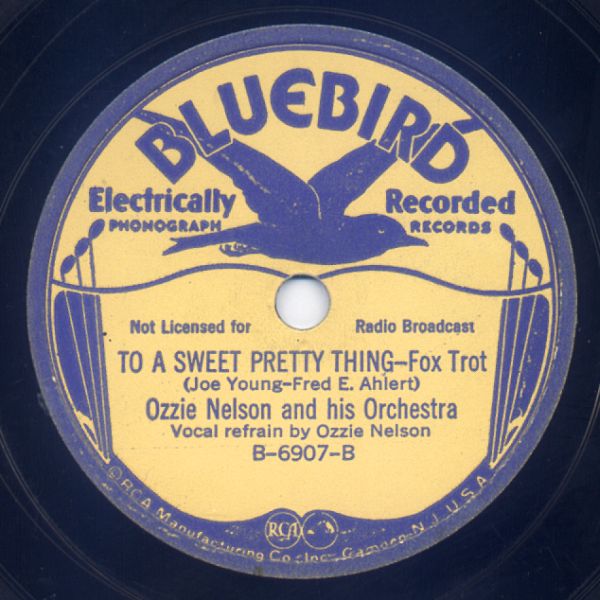 BLUEBIRD
Electrically Recorded
PHONOGRAPH RECORDS
Not Licensed for Radio Broadcast
TO A SWEET PRETTY THING—Fox Trot
(Joe Young-Fred E. Ahlert)
Ozzie Nelson and his Orchestra
Vocal refrain by Ozzie Nelson
B-6907-B
RCA
©RCA Manufacturing Co., Inc., Camden, N.J., U.S.A.